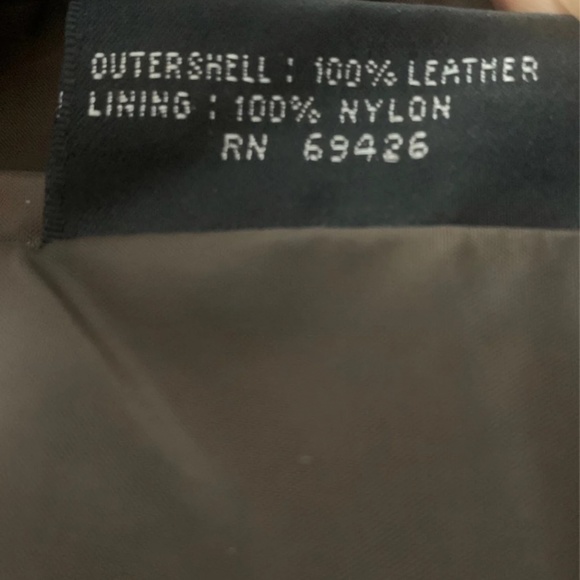 OUTERSHELL : 100% LEATHER
LINING : 100% NYLON
RN 69426